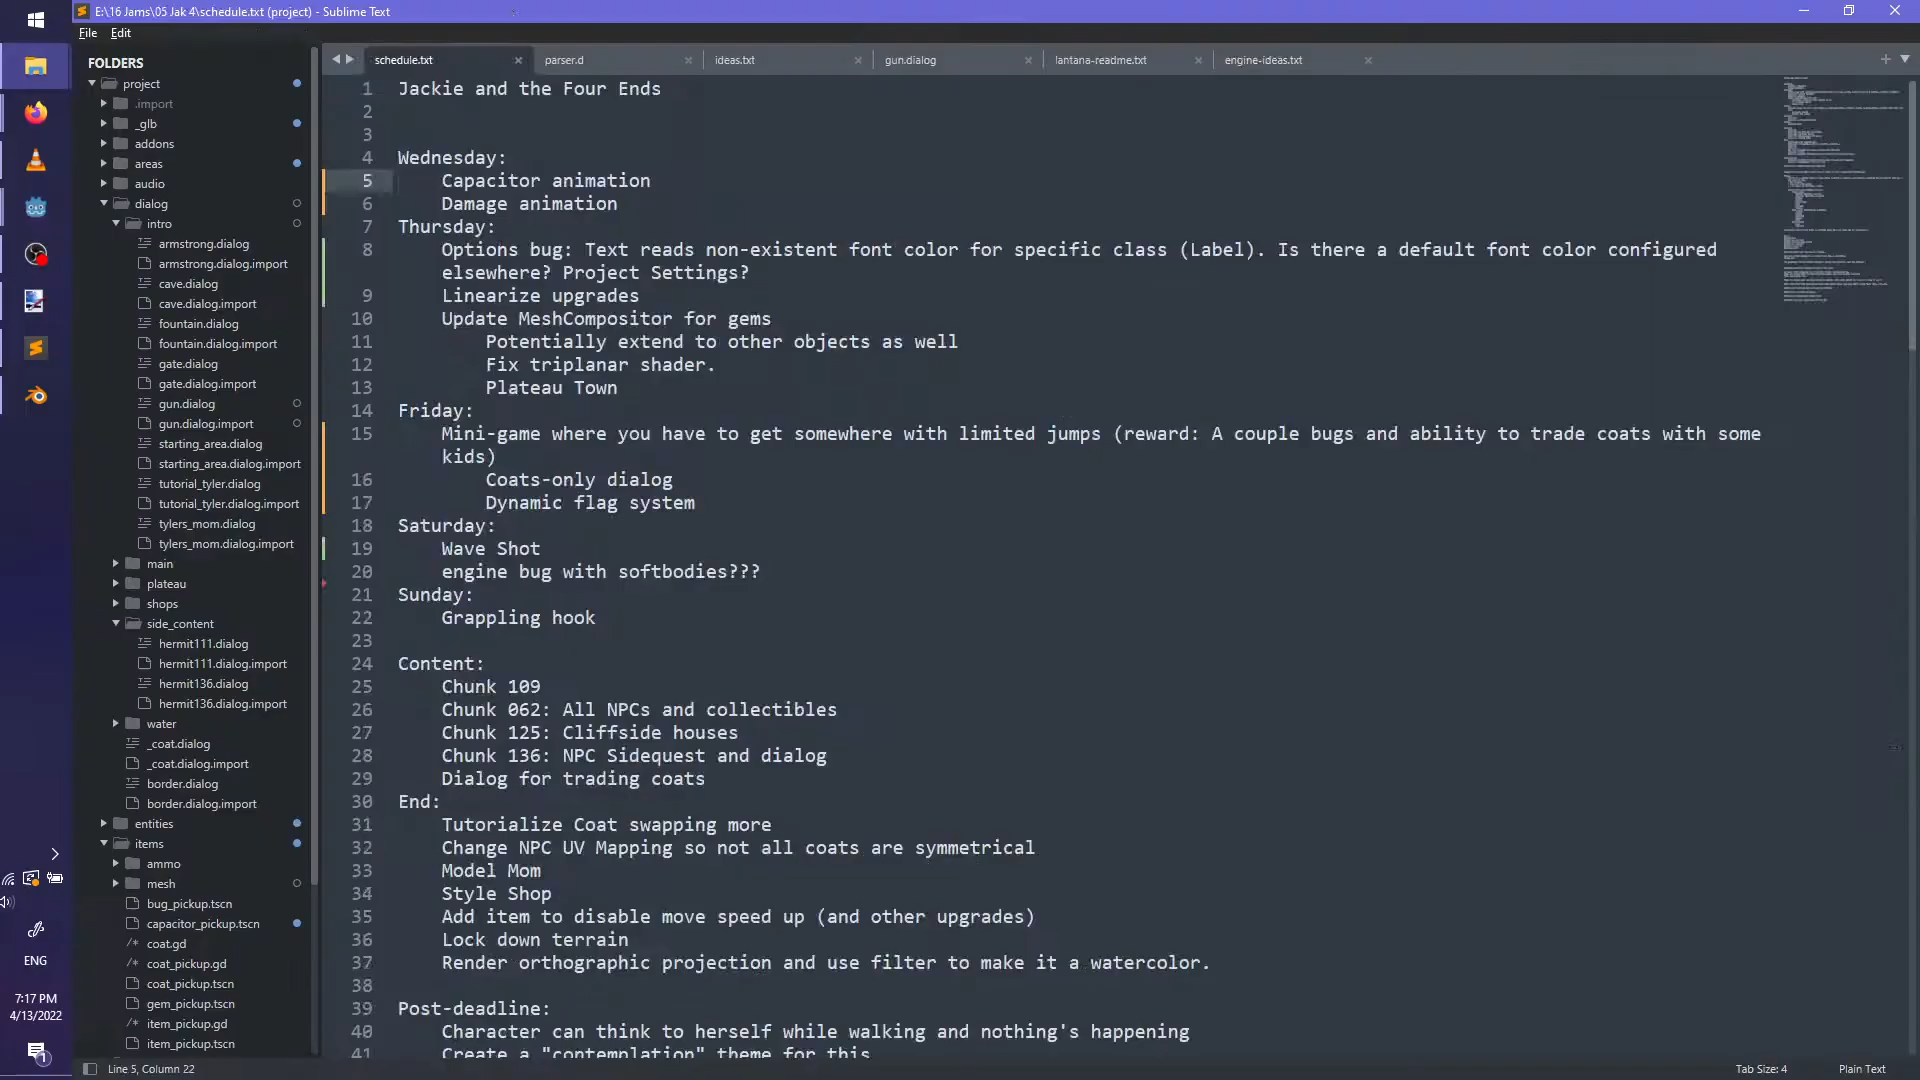 E:\16 Jams\05 Jak 4\schedule.txt (project) - Sublime Text
File Edit
FOLDERS
project
.import
_glb
addons
areas
audio
dialog
intro
armstrong.dialog
armstrong.dialog.import
cave.dialog
cave.dialog.import
fountain.dialog
fountain.dialog.import
gate.dialog
gate.dialog.import
gun.dialog
gun.dialog.import
starting_area.dialog
starting_area.dialog.import
tutorial_tyler.dialog
tutorial_tyler.dialog.import
tylers_mom.dialog
tylers_mom.dialog.import
main
plateau
shops
side_content
hermit111.dialog
hermit111.dialog.import
hermit136.dialog
hermit136.dialog.import
water
_coat.dialog
_coat.dialog.import
border.dialog
border.dialog.import
entities
items
ammo
mesh
bug_pickup.tscn
capacitor_pickup.tscn
/* coat.gd
/* coat_pickup.gd
coat_pickup.tscn
gem_pickup.tscn
/* item_pickup.gd
item_pickup.tscn
schedule.txt parser.d ideas.txt gun.dialog lantana-readme.txt engine-ideas.txt
1 Jackie and the Four Ends
2
3
4 Wednesday:
5 Capacitor animation
6 Damage animation
7 Thursday:
8 Options bug: Text reads non-existent font color for specific class (Label). Is there a default font color configured
elsewhere? Project Settings?
9 Linearize upgrades
10 Update MeshCompositor for gems
11 Potentially extend to other objects as well
12 Fix triplanar shader.
13 Plateau Town
14 Friday:
15 Mini-game where you have to get somewhere with limited jumps (reward: A couple bugs and ability to trade coats with some
kids)
16 Coats-only dialog
17 Dynamic flag system
18 Saturday:
19 Wave Shot
20 engine bug with softbodies???
21 Sunday:
22 Grappling hook
23
24 Content:
25 Chunk 109
26 Chunk 062: All NPCs and collectibles
27 Chunk 125: Cliffside houses
28 Chunk 136: NPC Sidequest and dialog
29 Dialog for trading coats
30 End:
31 Tutorialize Coat swapping more
32 Change NPC UV Mapping so not all coats are symmetrical
33 Model Mom
34 Style Shop
35 Add item to disable move speed up (and other upgrades)
36 Lock down terrain
37 Render orthographic projection and use filter to make it a watercolor.
38
39 Post-deadline:
40 Character can think to herself while walking and nothing's happening
41 Create a "contemplation" theme for this
ENG
7:17 PM
4/13/2022
1
Line 5, Column 22
Tab Size: 4
Plain Text